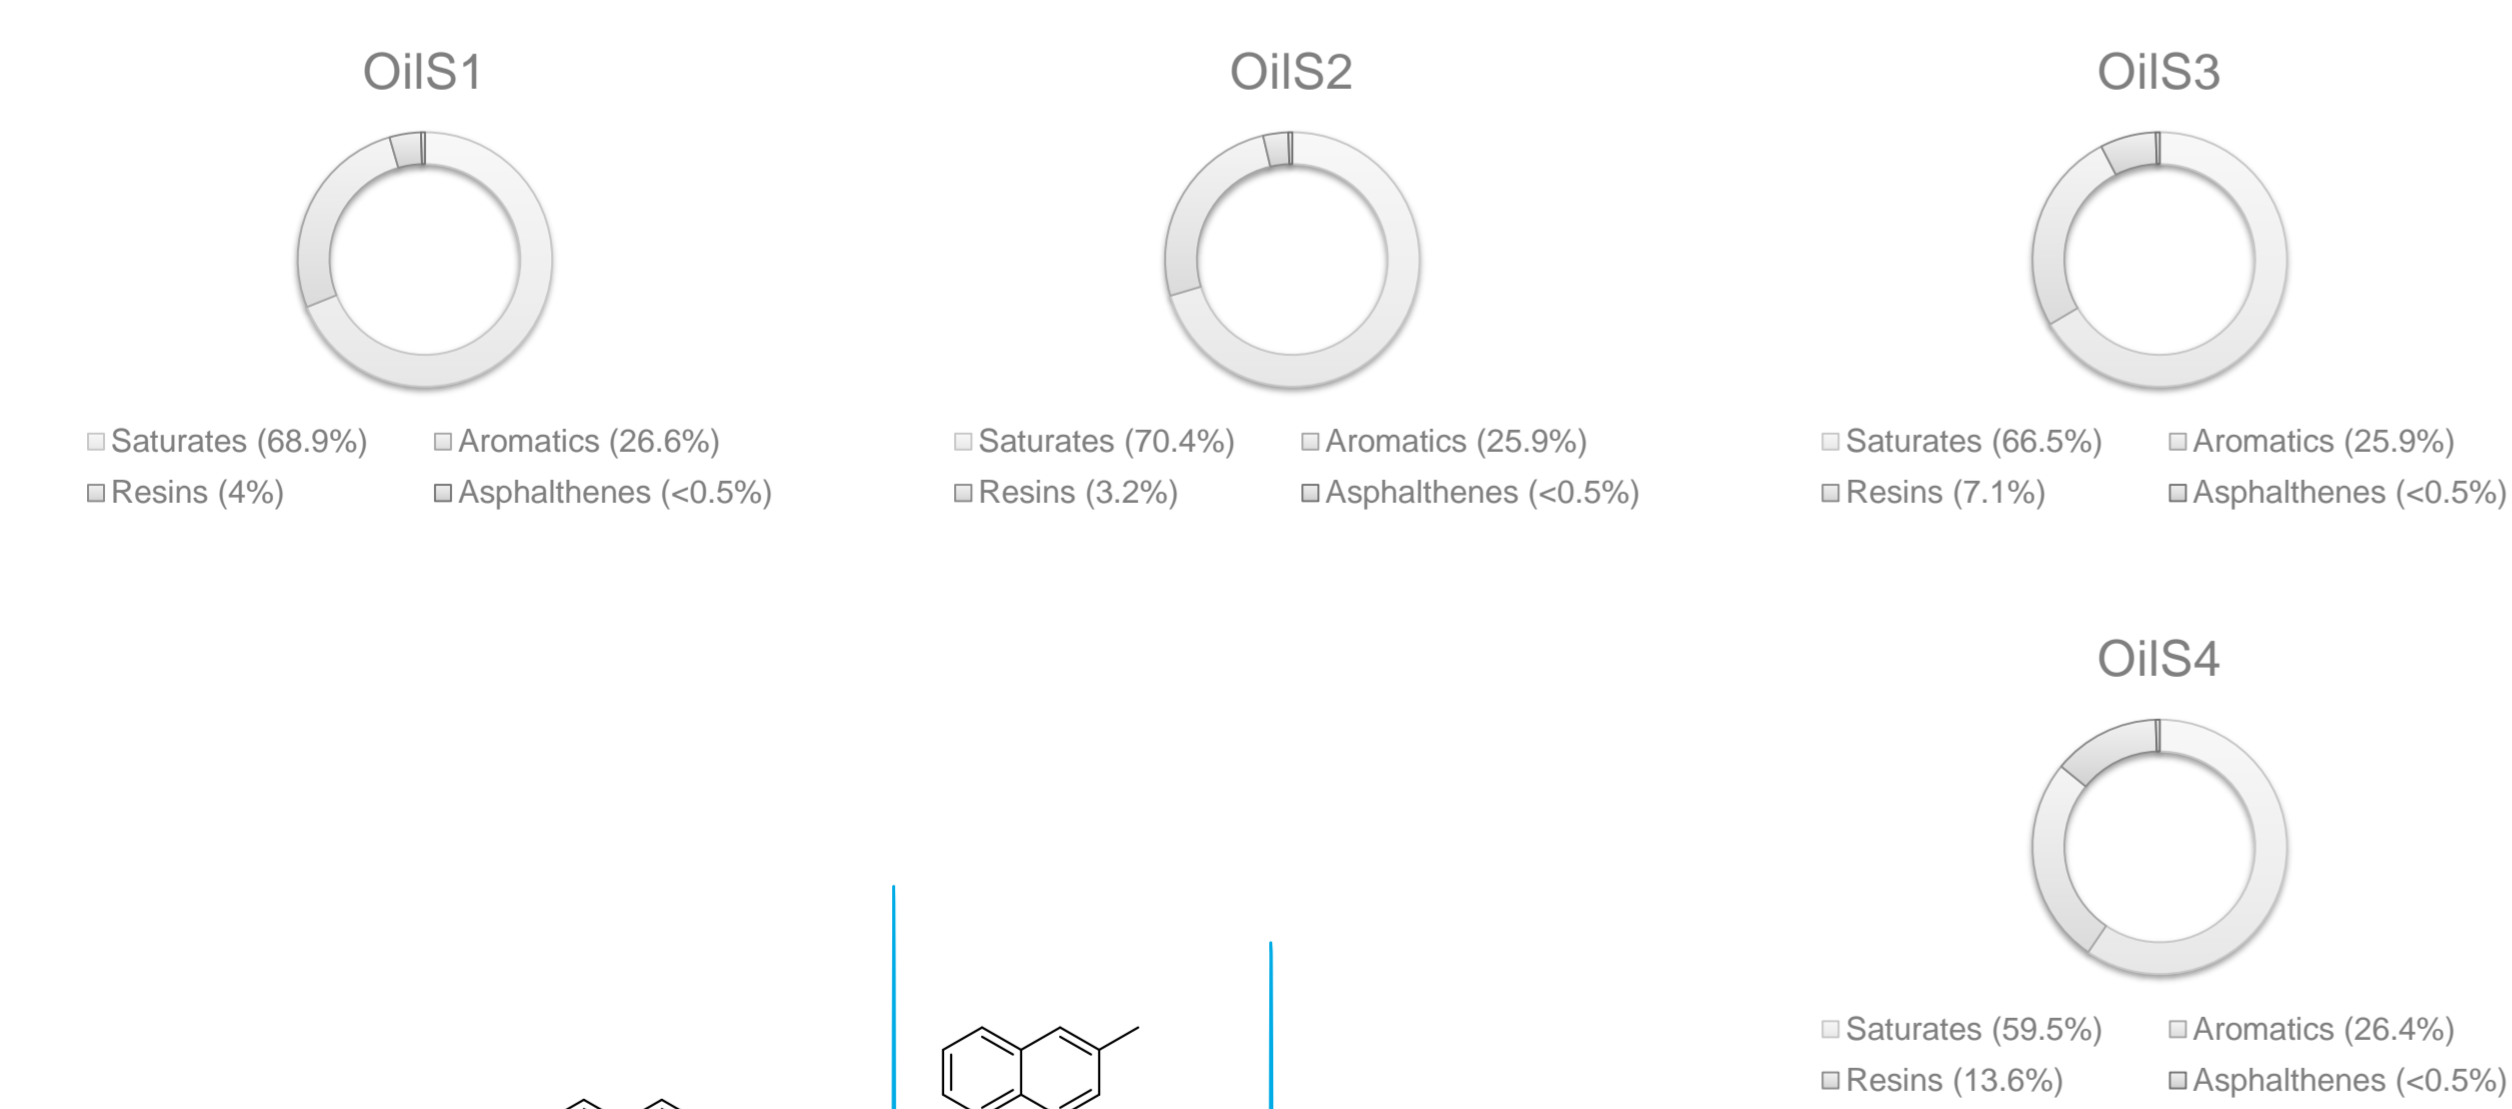 OilS1
Saturates (68.9%) Aromatics (26.6%)
Resins (4%) Asphalthenes (<0.5%)
OilS2
Saturates (70.4%) Aromatics (25.9%)
Resins (3.2%) Asphalthenes (<0.5%)
OilS3
Saturates (66.5%) Aromatics (25.9%)
Resins (7.1%) Asphalthenes (<0.5%)
OilS4
Saturates (59.5%) Aromatics (26.4%)
Resins (13.6%) Asphalthenes (<0.5%)